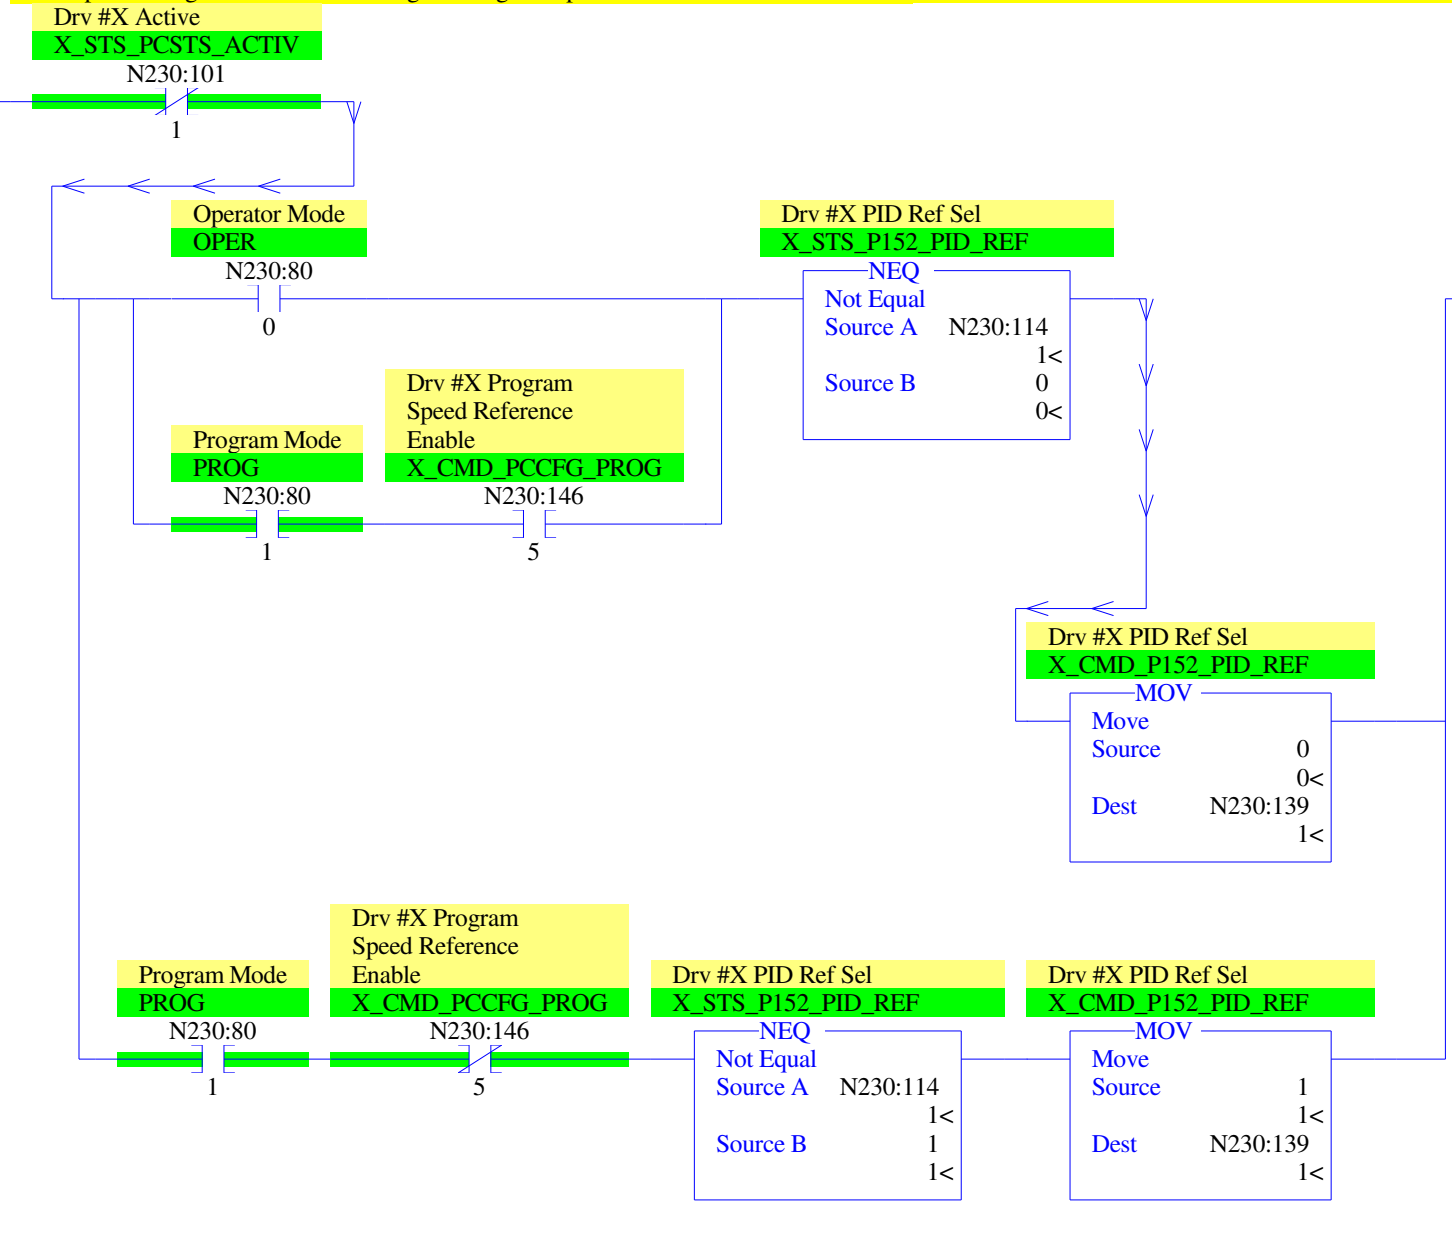 Drv #X Active
X_STS_PCSTS_ACTIV
N230:101
1
Operator Mode
OPER
N230:80
0
Drv #X PID Ref Sel
X_STS_P152_PID_REF
NEQ
Not Equal
Source A N230:114
1<
Source B 0
0<
Drv #X Program
Speed Reference
Enable
X_CMD_PCCFG_PROG
N230:146
5
Program Mode
PROG
N230:80
1
Drv #X PID Ref Sel
X_CMD_P152_PID_REF
MOV
Move
Source 0
0<
Dest N230:139
1<
Program Mode
PROG
N230:80
1
Drv #X Program
Speed Reference
Enable
X_CMD_PCCFG_PROG
N230:146
5
Drv #X PID Ref Sel
X_STS_P152_PID_REF
NEQ
Not Equal
Source A N230:114
1<
Source B 1
1<
Drv #X PID Ref Sel
X_CMD_P152_PID_REF
MOV
Move
Source 1
1<
Dest N230:139
1<